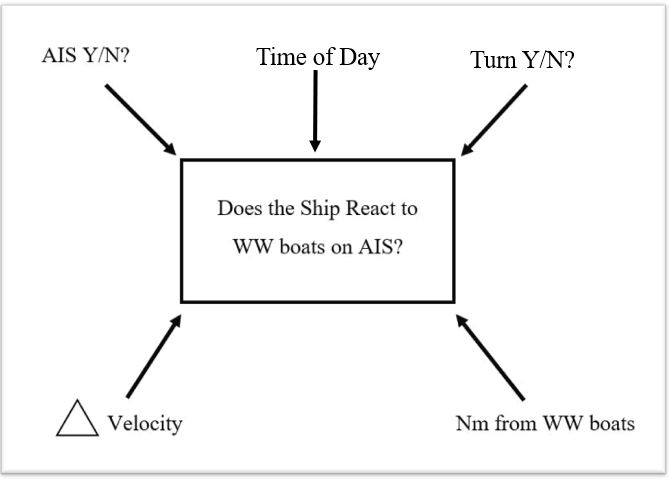 AIS Y/N?
Time of Day
Turn Y/N?
Does the Ship React to
WW boats on AIS?
Velocity
Nm from WW boats